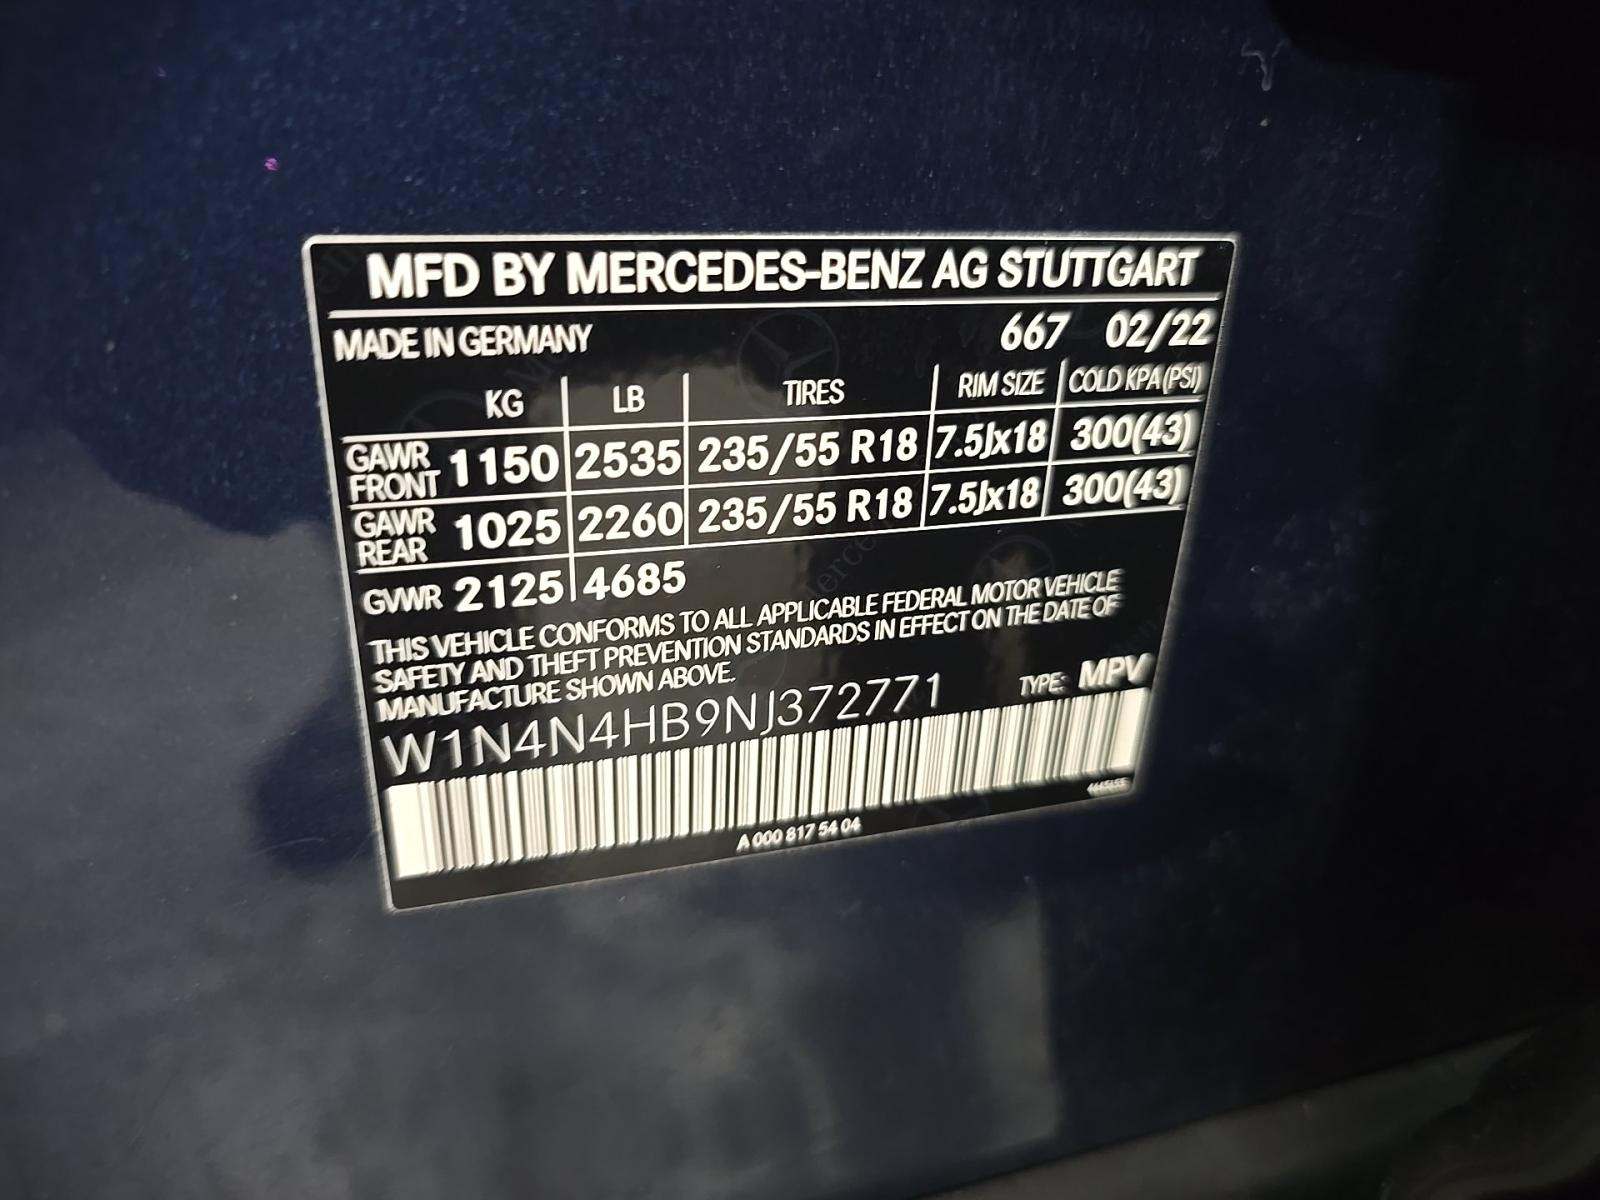 MFD BY MERCEDES-BENZ AG STUTTGART
MADE IN GERMANY 667 02/22
KG LB TIRES RIM SIZE COLD KPA (PSI)
GAWR FRONT 1150 2535 235/55 R18 7.5Jx18 300(43)
GAWR REAR 1025 2260 235/55 R18 7.5Jx18 300(43)
GVWR 2125 4685
THIS VEHICLE CONFORMS TO ALL APPLICABLE FEDERAL MOTOR VEHICLE
SAFETY AND THEFT PREVENTION STANDARDS IN EFFECT ON THE DATE OF
MANUFACTURE SHOWN ABOVE.
W1N4N4HB9NJ372771 TYPE: MPV
A 000 817 54 04